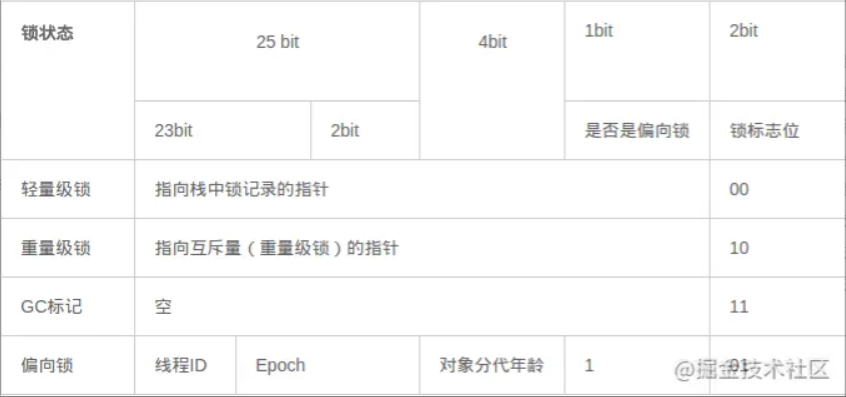 锁状态 25 bit 4bit 1bit 2bit
23bit 2bit 是否是偏向锁 锁标志位
轻量级锁 指向栈中锁记录的指针 00
重量级锁 指向互斥量（重量级锁）的指针 10
GC标记 空 11
偏向锁 线程ID Epoch 对象分代年龄 1 01
@掘金技术社区